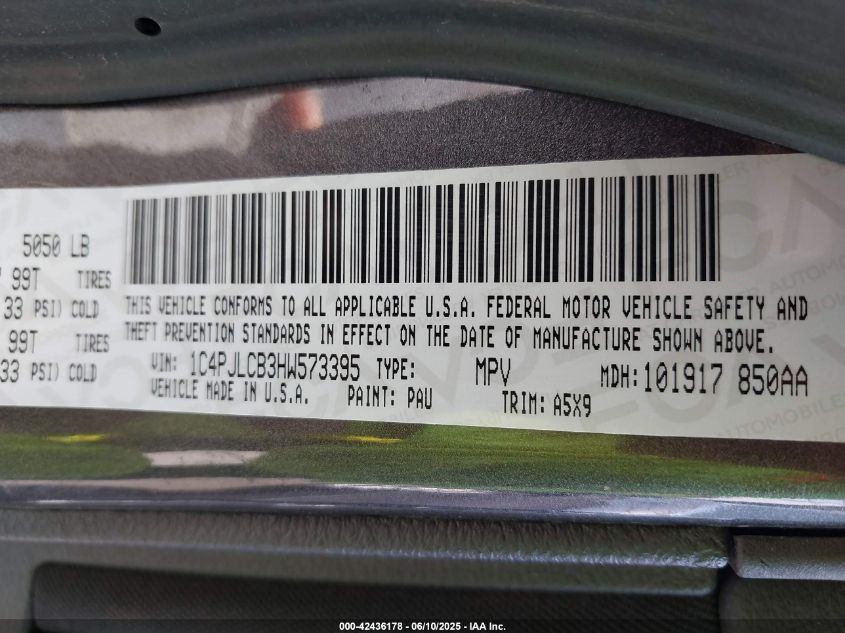 5050 LB
99T TIRES
33 PSI) COLD
99T TIRES
33 PSI) COLD
THIS VEHICLE CONFORMS TO ALL APPLICABLE U.S.A. FEDERAL MOTOR VEHICLE SAFETY AND
THEFT PREVENTION STANDARDS IN EFFECT ON THE DATE OF MANUFACTURE SHOWN ABOVE.
VIN: 1C4PJLCB3HW573395 TYPE: MPV MDH: 101917 850AA
VEHICLE MADE IN U.S.A. PAINT: PAU TRIM: A5X9
000-42436178 - 06/10/2025 - IAA Inc.